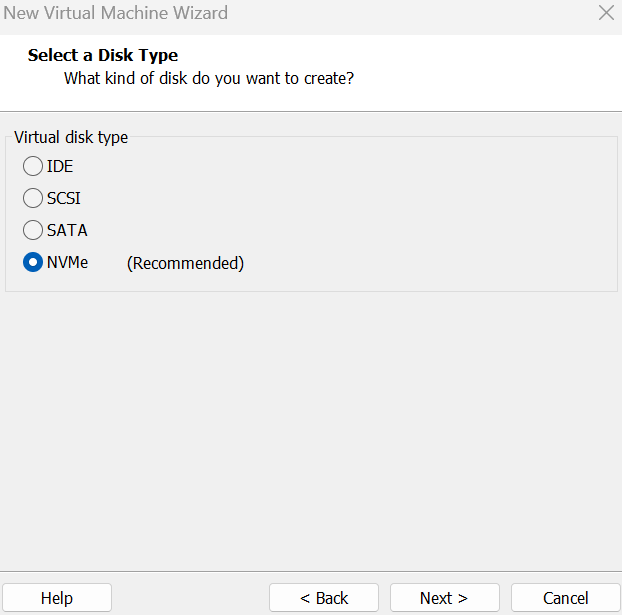 New Virtual Machine Wizard
Select a Disk Type
What kind of disk do you want to create?
Virtual disk type
IDE
SCSI
SATA
NVMe (Recommended)
Help < Back Next > Cancel